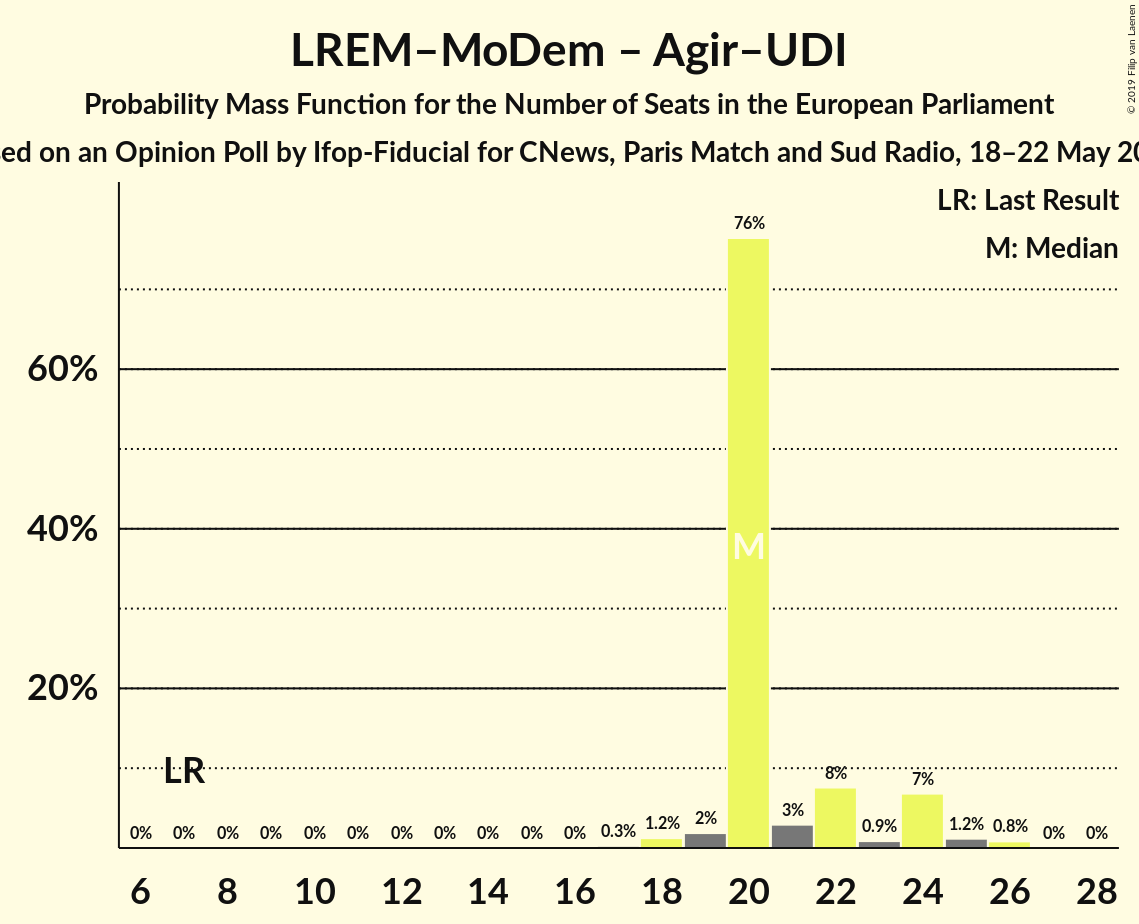 LREM–MoDem – Agir–UDI
Probability Mass Function for the Number of Seats in the European Parliament
on an Opinion Poll by Ifop-Fiducial for CNews, Paris Match and Sud Radio, 18–22 May
© 2019 Filip van Laenen
LR: Last Result
M: Median
76%
60%
40%
M
20%
LR
0% 0% 0% 0% 0% 0% 0% 0% 0% 0% 0% 0.3% 1.2% 2% 3% 8% 0.9% 7% 1.2% 0.8% 0% 0%
6 8 10 12 14 16 18 20 22 24 26 28